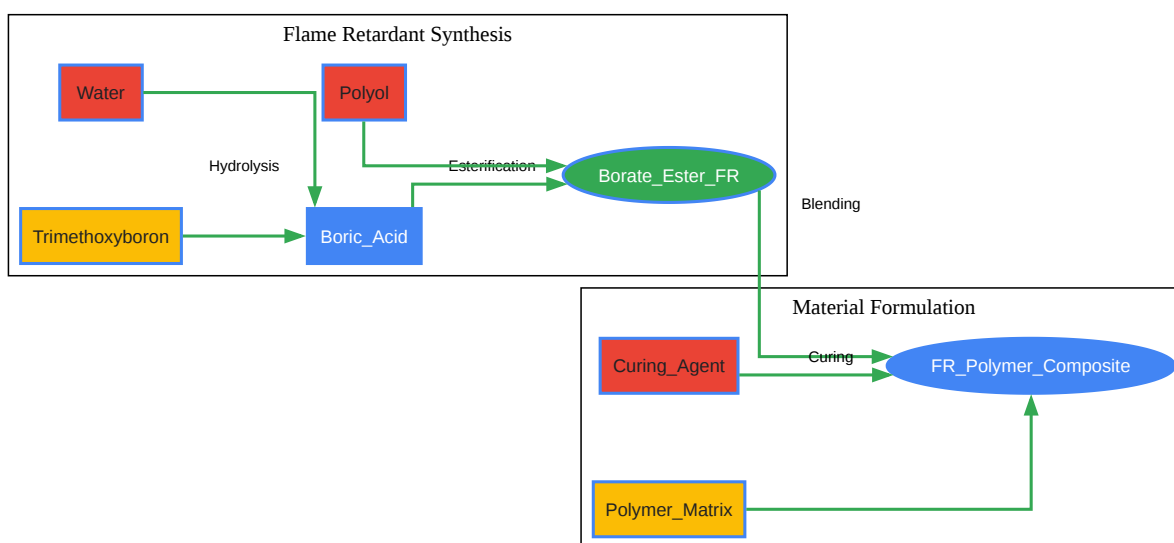 Flame Retardant Synthesis
Water
Polyol
Hydrolysis
Esterification
Borate_Ester_FR
Blending
Trimethoxyboron
Boric_Acid
Material Formulation
Curing_Agent
Curing
FR_Polymer_Composite
Polymer_Matrix